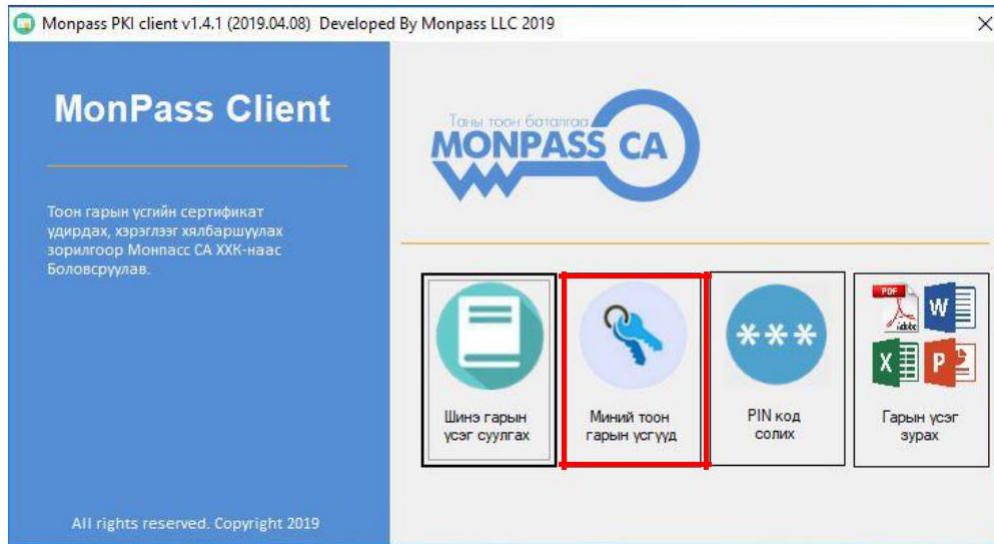 Monpass PKI client v1.4.1 (2019.04.08) Developed By Monpass LLC 2019
MonPass Client
Тоон гарын үсгийн сертификат
удирдах, хэрэглээг хялбаршуулах
зорилгоор Монпасс СА ХХК-наас
Боловсруулав.
All rights reserved. Copyright 2019
Таны тоон баталгаа
MONPASS CA
Шинэ гарын
үсэг суулгах
Миний тоон
гарын үсгүүд
***
PIN код
солих
PDF
Adobe
W
X
P
Гарын үсэг
зурах